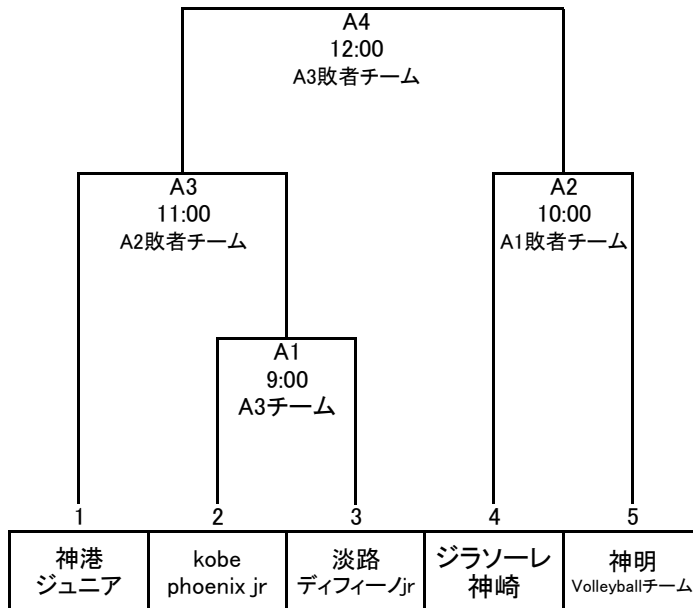 A4
12:00
A3敗者チーム
A3
11:00
A2敗者チーム
A2
10:00
A1敗者チーム
A1
9:00
A3チーム
1
2
3
4
5
神港
ジュニア
kobe
phoenix jr
淡路
ディフィーノjr
ジラソーレ
神崎
神明
Volleyballチーム